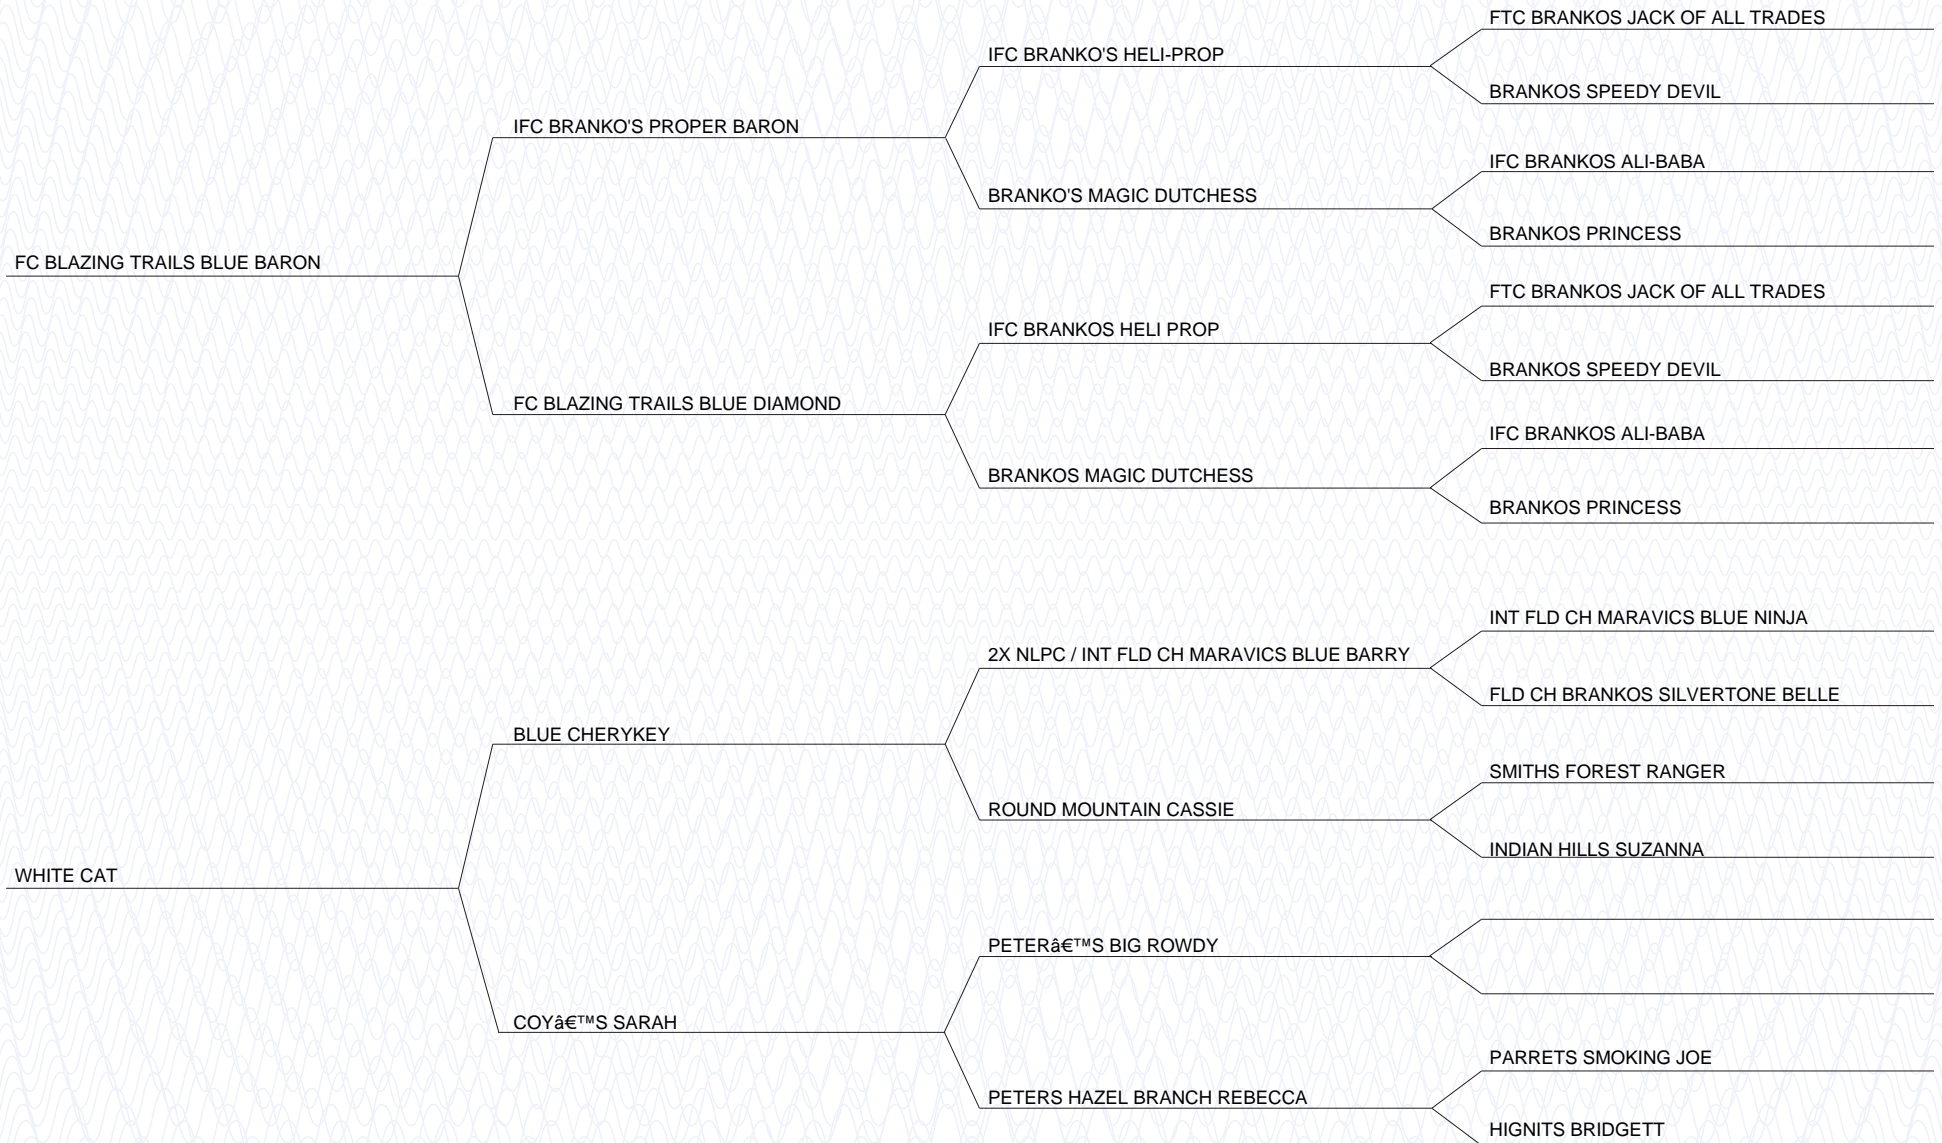 FTC BRANKOS JACK OF ALL TRADES
IFC BRANKO'S HELI-PROP
BRANKOS SPEEDY DEVIL
IFC BRANKO'S PROPER BARON
IFC BRANKOS ALI-BABA
BRANKO'S MAGIC DUTCHESS
BRANKOS PRINCESS
FC BLAZING TRAILS BLUE BARON
FTC BRANKOS JACK OF ALL TRADES
IFC BRANKOS HELI PROP
BRANKOS SPEEDY DEVIL
FC BLAZING TRAILS BLUE DIAMOND
IFC BRANKOS ALI-BABA
BRANKOS MAGIC DUTCHESS
BRANKOS PRINCESS
INT FLD CH MARAVICS BLUE NINJA
2X NLPC / INT FLD CH MARAVICS BLUE BARRY
FLD CH BRANKOS SILVERTONE BELLE
BLUE CHERYKEY
SMITHS FOREST RANGER
ROUND MOUNTAIN CASSIE
INDIAN HILLS SUZANNA
WHITE CAT
PETERâ€™S BIG ROWDY
COYâ€™S SARAH
PARRETS SMOKING JOE
PETERS HAZEL BRANCH REBECCA
HIGNITS BRIDGETT